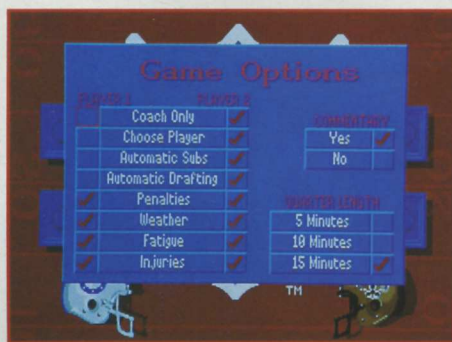 Game Options
PLAYER 1 PLAYER 2
Coach Only
Choose Player
Automatic Subs
Automatic Drafting
Penalties
Weather
Fatigue
Injuries
COMMENTARY
Yes
No
QUARTER LENGTH
5 Minutes
10 Minutes
15 Minutes
TM